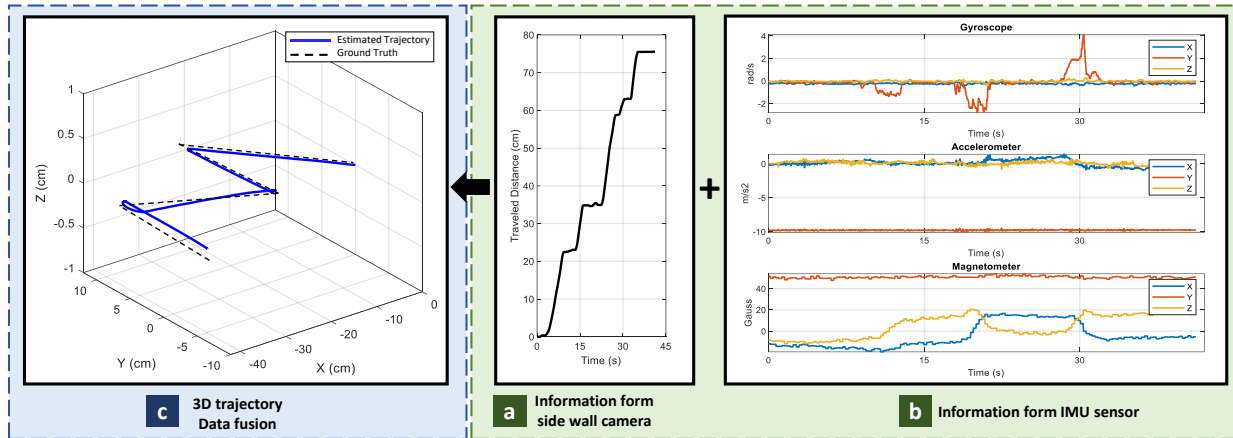 Estimated Trajectory
Ground Truth
1
0.5
0
-0.5
-1
Z (cm)
10
5
0
-5
-10
Y (cm)
-40
-30
-20
-10
0
X (cm)
c
3D trajectory
Data fusion
80
70
60
50
40
30
20
10
0
Traveled Distance (cm)
0
15
30
45
Time (s)
a
Information form
side wall camera
+
Gyroscope
4
2
0
-2
rad/s
X
Y
Z
0
15
30
Time (s)
Accelerometer
0
-5
-10
m/s2
X
Y
Z
0
15
30
Time (s)
Magnetometer
40
20
0
Gauss
X
Y
Z
0
15
30
Time (s)
b
Information form IMU sensor